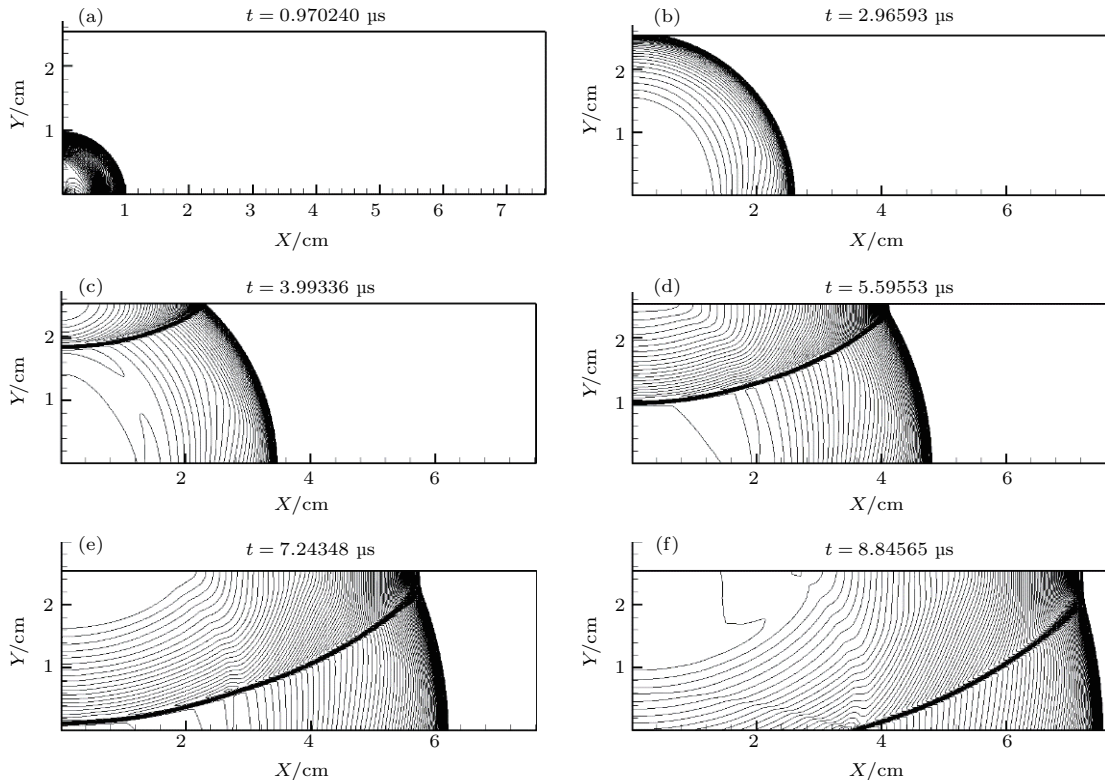 (a)
t = 0.970240 µs
Y/cm
2
1
1
2
3
4
5
6
7
X/cm
(b)
t = 2.96593 µs
Y/cm
2
1
2
4
6
X/cm
(c)
t = 3.99336 µs
Y/cm
2
1
2
4
6
X/cm
(d)
t = 5.59553 µs
Y/cm
2
1
2
4
6
X/cm
(e)
t = 7.24348 µs
Y/cm
2
1
2
4
6
X/cm
(f)
t = 8.84565 µs
Y/cm
2
1
2
4
6
X/cm